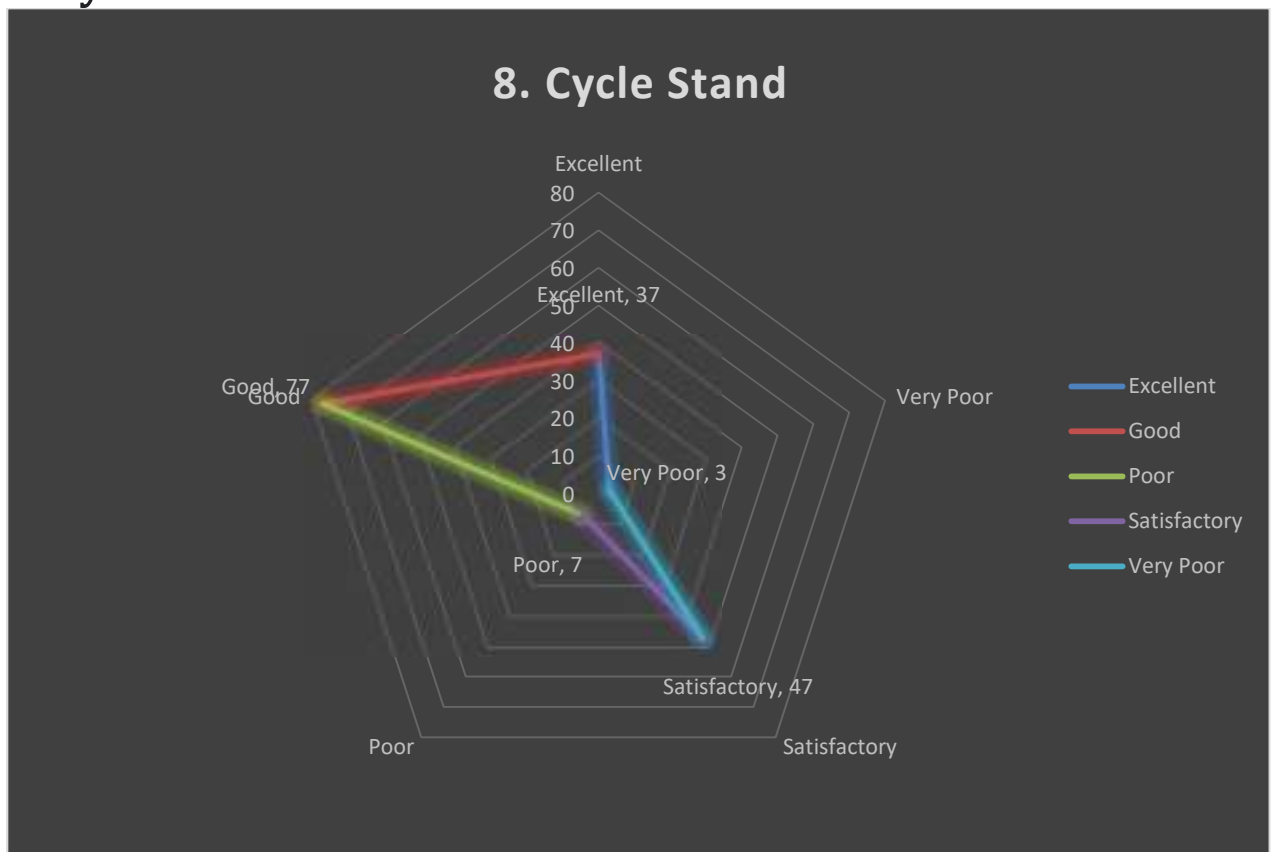 8. Cycle Stand
Excellent
80
70
60
Excellent, 37
50
40
30
20
10
0
Good, 77
Good
Very Poor
Very Poor, 3
Poor, 7
Satisfactory, 47
Poor
Satisfactory
Excellent
Good
Poor
Satisfactory
Very Poor